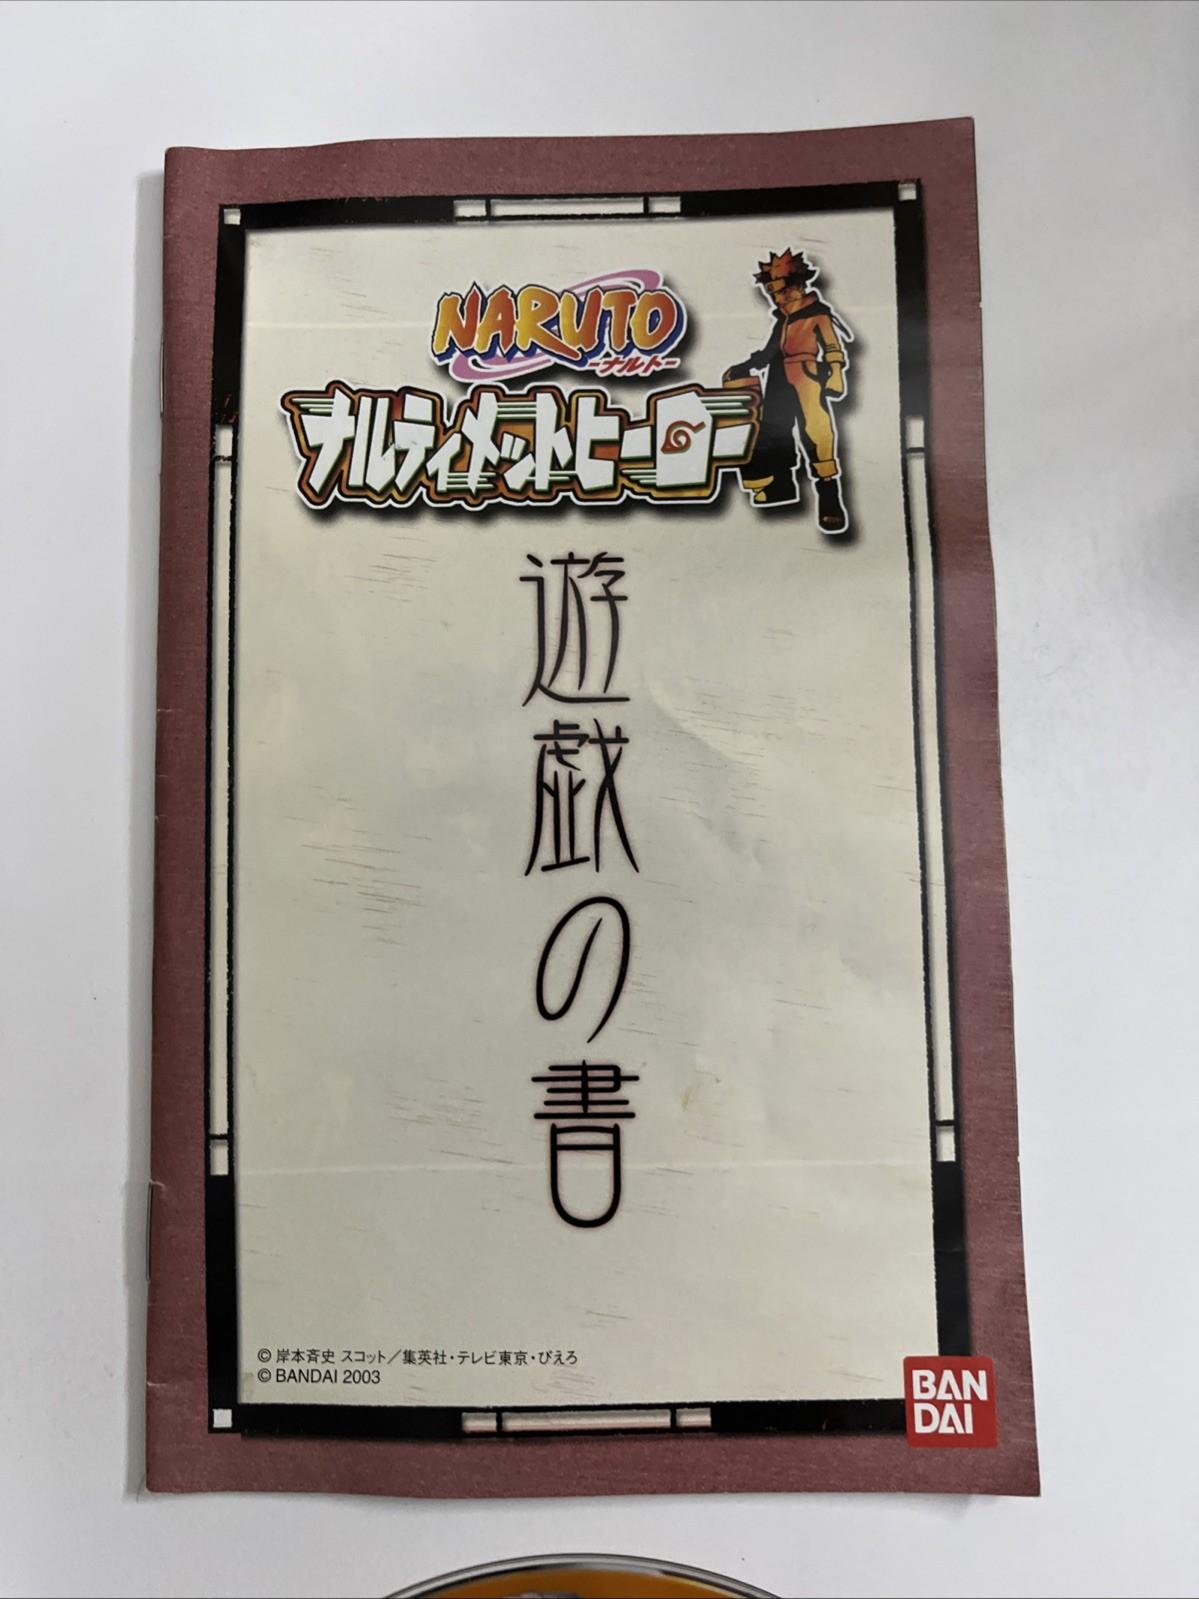 NARUTO
-ナルト-
ナルティメットヒーロー
遊戯の書
© 岸本斉史 スコット／集英社・テレビ東京・ぴえろ
© BANDAI 2003
BAN
DAI